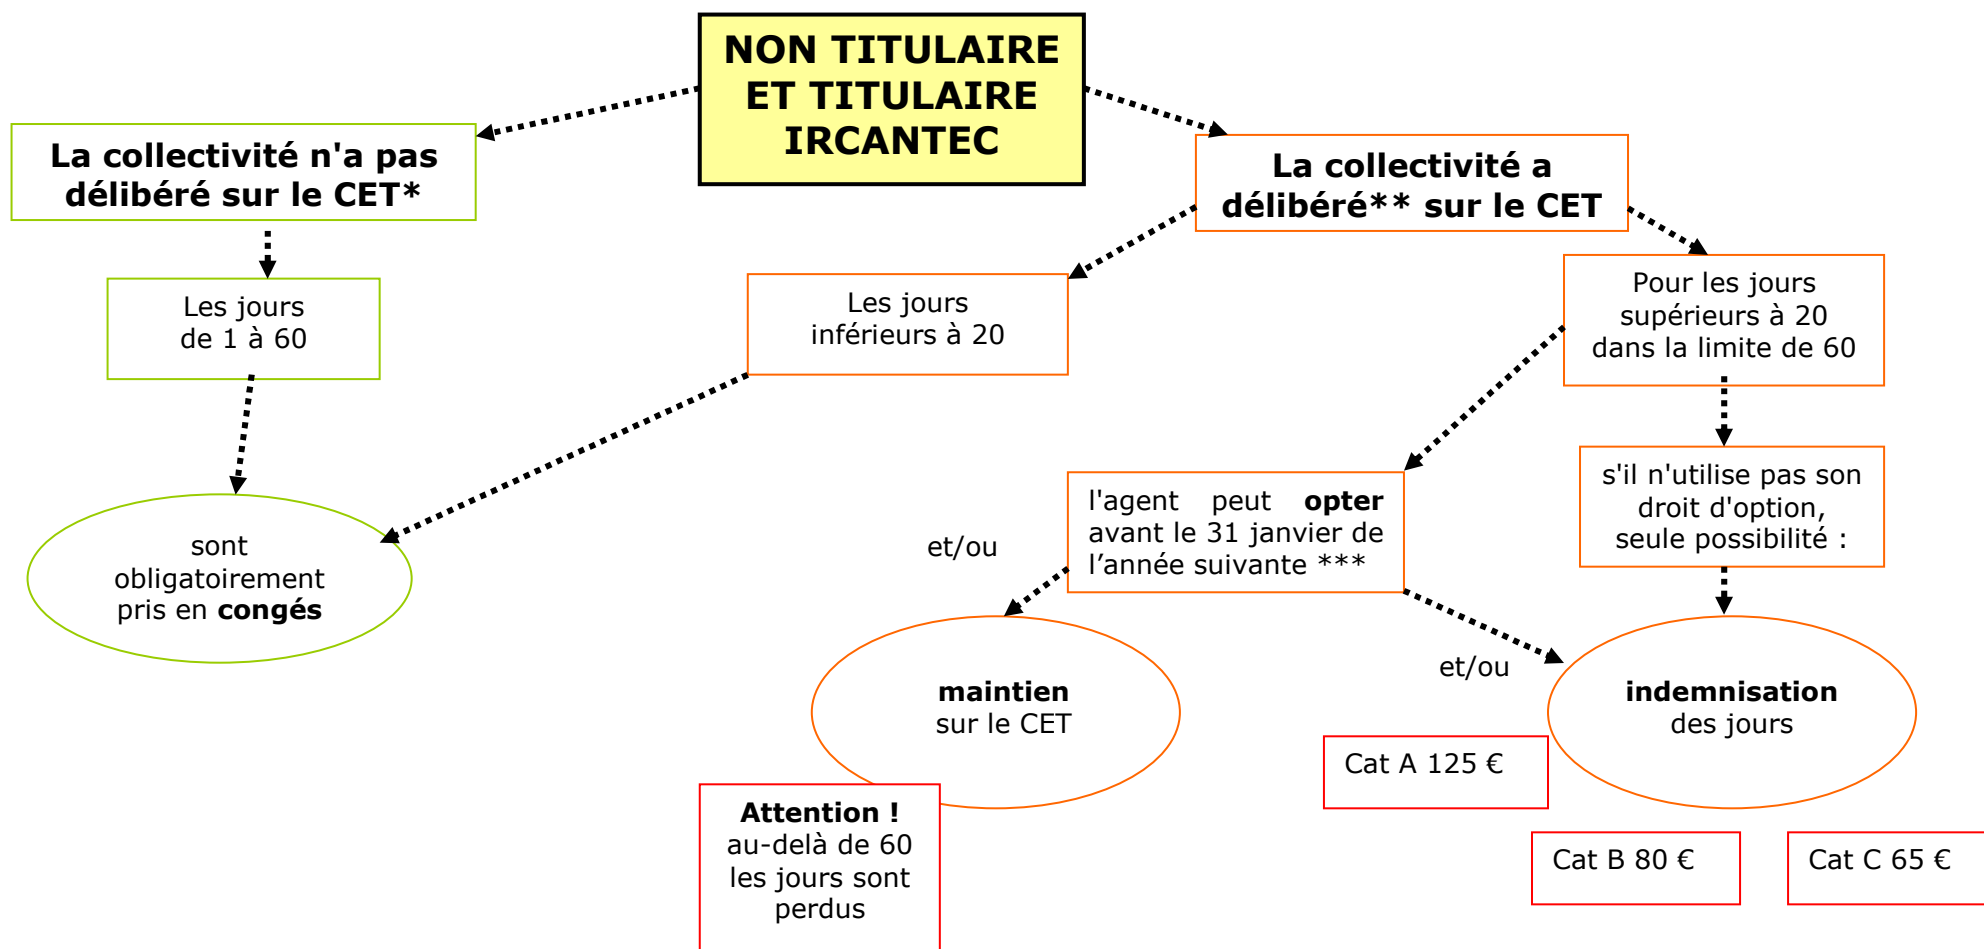 NON TITULAIRE
ET TITULAIRE
IRCANTEC
La collectivité n'a pas
délibéré sur le CET*
La collectivité a
délibéré** sur le CET
Les jours
de 1 à 60
Les jours
inférieurs à 20
Pour les jours
supérieurs à 20
dans la limite de 60
sont
obligatoirement
pris en congés
et/ou
l'agent peut opter
avant le 31 janvier de
l’année suivante ***
s'il n'utilise pas son
droit d'option,
seule possibilité :
et/ou
maintien
sur le CET
indemnisation
des jours
Cat A 125 €
Attention !
au-delà de 60
les jours sont
perdus
Cat B 80 €
Cat C 65 €